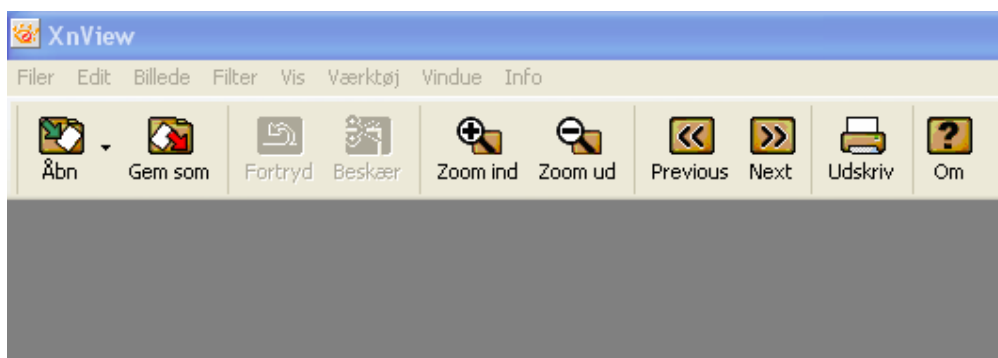 XnView
Filer Edit Billede Filter Vis Værktøj Vindue Info
Åbn Gem som Fortryd Beskær Zoom ind Zoom ud Previous Next Udskriv Om